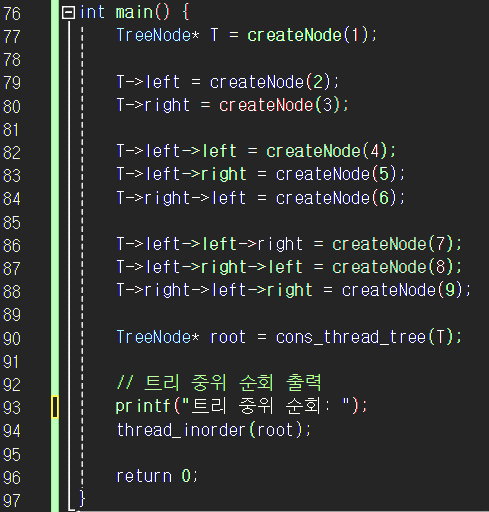 76 int main() {
77 TreeNode* T = createNode(1);
78
79 T->left = createNode(2);
80 T->right = createNode(3);
81
82 T->left->left = createNode(4);
83 T->left->right = createNode(5);
84 T->right->left = createNode(6);
85
86 T->left->left->right = createNode(7);
87 T->left->right->left = createNode(8);
88 T->right->left->right = createNode(9);
89
90 TreeNode* root = cons_thread_tree(T);
91
92 // 트리 중위 순회 출력
93 printf("트리 중위 순회: ");
94 thread_inorder(root);
95
96 return 0;
97 }